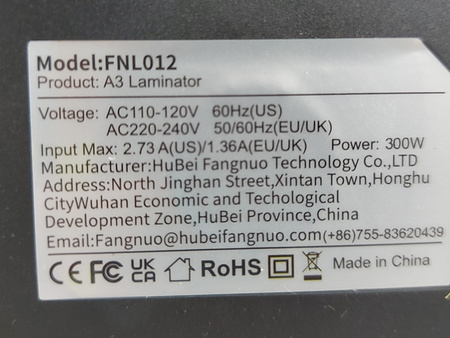 Model:FNL012
Product: A3 Laminator
Voltage: AC110-120V 60Hz(US)
AC220-240V 50/60Hz(EU/UK)
Input Max: 2.73 A(US)/1.36A(EU/UK) Power: 300W
Manufacturer:HuBei Fangnuo Technology Co.,LTD
Address:North Jinghan Street,Xintan Town,Honghu
CityWuhan Economic and Technological
Development Zone,HuBei Province,China
Email:Fangnuo@hubeifangnuo.com(+86)755-83620439
CE FC UK CA RoHS Made in China